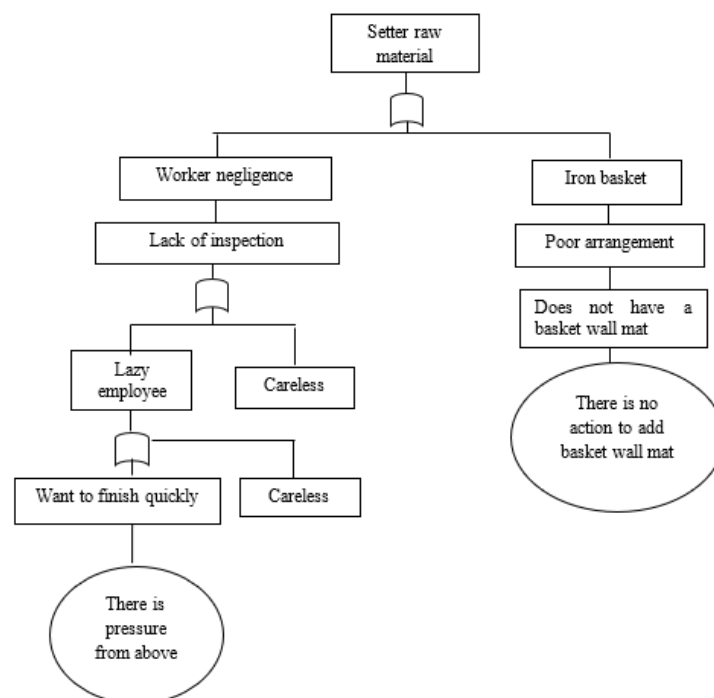 Setter raw
material
Worker negligence
Iron basket
Lack of inspection
Poor arrangement
Does not have a
basket wall mat
Lazy
employee
Careless
There is no
action to add
basket wall mat
Want to finish quickly
Careless
There is
pressure
from above